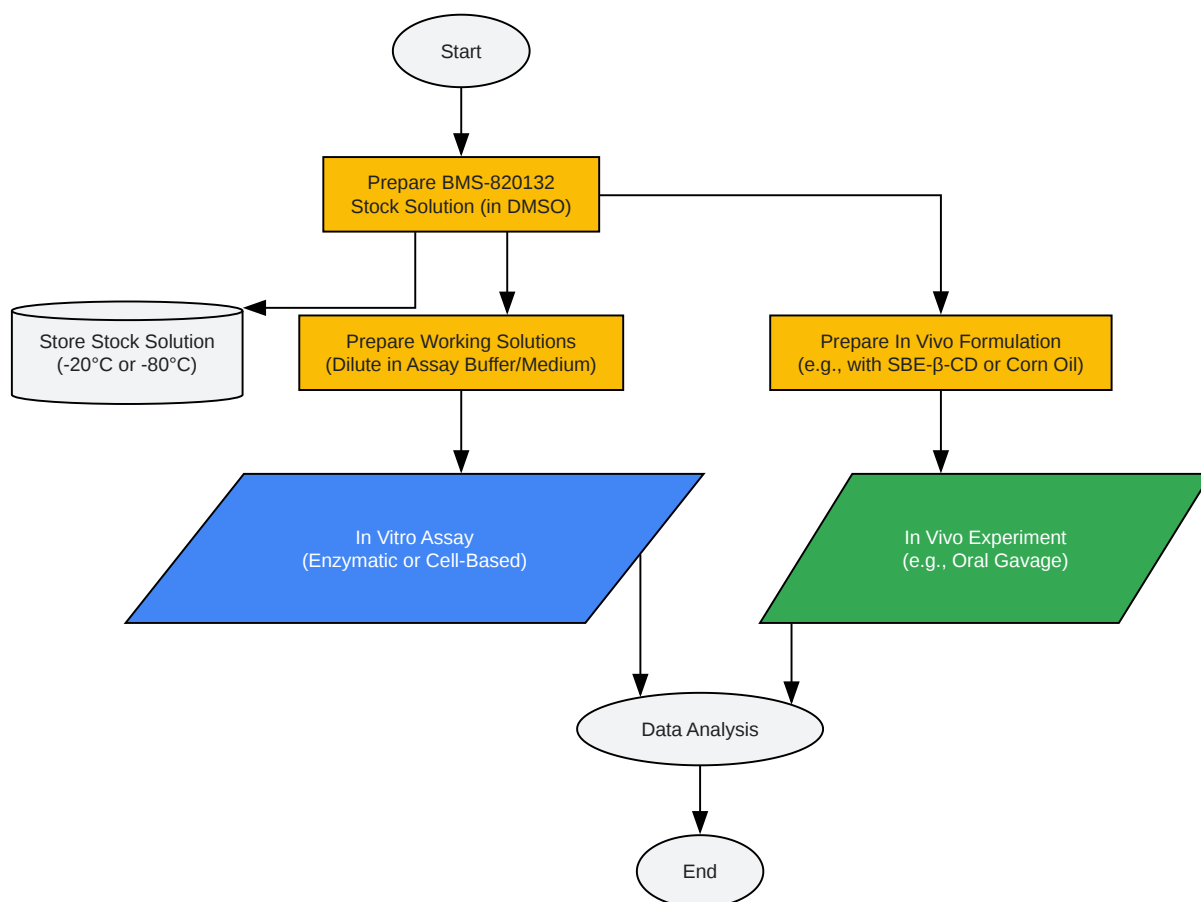 Start
Prepare BMS-820132
Stock Solution (in DMSO)
Store Stock Solution
(-20°C or -80°C)
Prepare Working Solutions
(Dilute in Assay Buffer/Medium)
Prepare In Vivo Formulation
(e.g., with SBE-β-CD or Corn Oil)
In Vitro Assay
(Enzymatic or Cell-Based)
In Vivo Experiment
(e.g., Oral Gavage)
Data Analysis
End